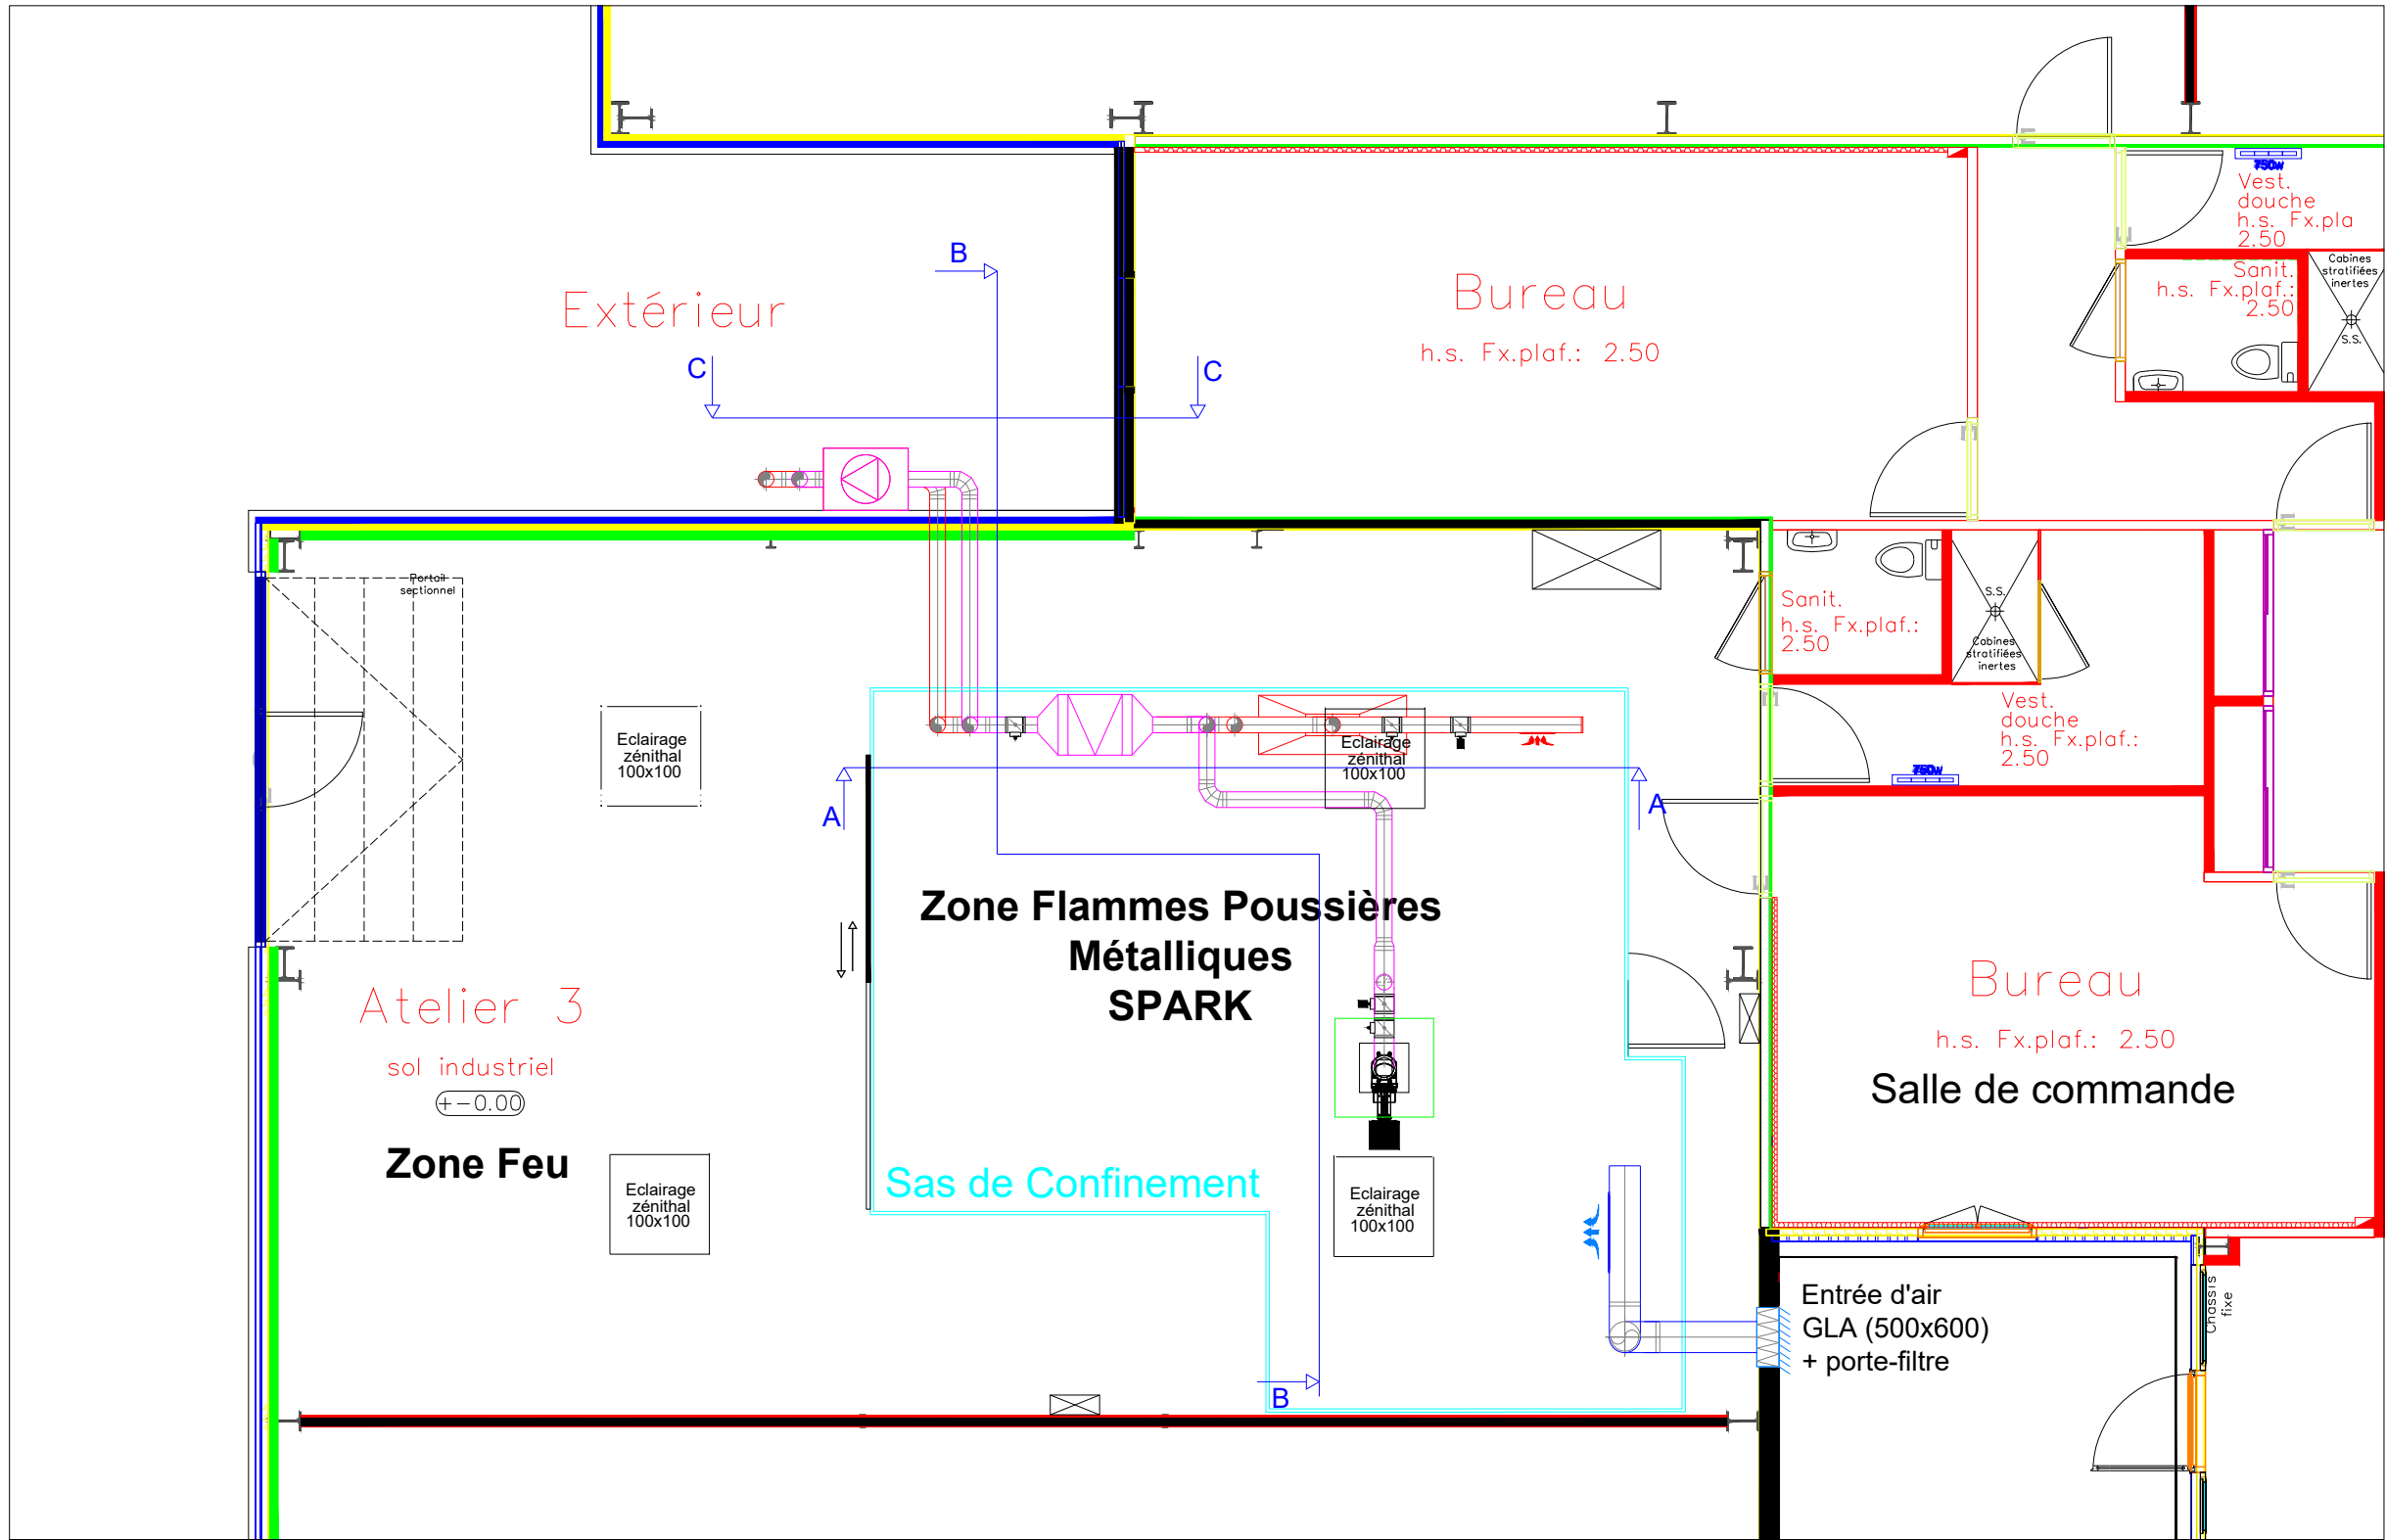 750w
Vest.
douche
h.s. Fx.pla
2.50
B
Extérieur
Bureau
h.s. Fx.plaf.: 2.50
Sanit.
h.s. Fx.plaf.:
2.50
Cabines
stratifiées
inertes
S.S.
C
C
Portail
sectionnel
Sanit.
h.s. Fx.plaf.:
2.50
S.S.
Cabines
stratifiées
inertes
Vest.
douche
h.s. Fx.plaf.:
2.50
750w
Eclairage
zénithal
100x100
Eclairage
zénithal
100x100
A
A
Zone Flammes Poussières
Métalliques
SPARK
Atelier 3
sol industriel
+-0.00
Zone Feu
Bureau
h.s. Fx.plaf.: 2.50
Salle de commande
Sas de Confinement
Eclairage
zénithal
100x100
Eclairage
zénithal
100x100
Entrée d'air
GLA (500x600)
+ porte-filtre
Chassis
fixe
B